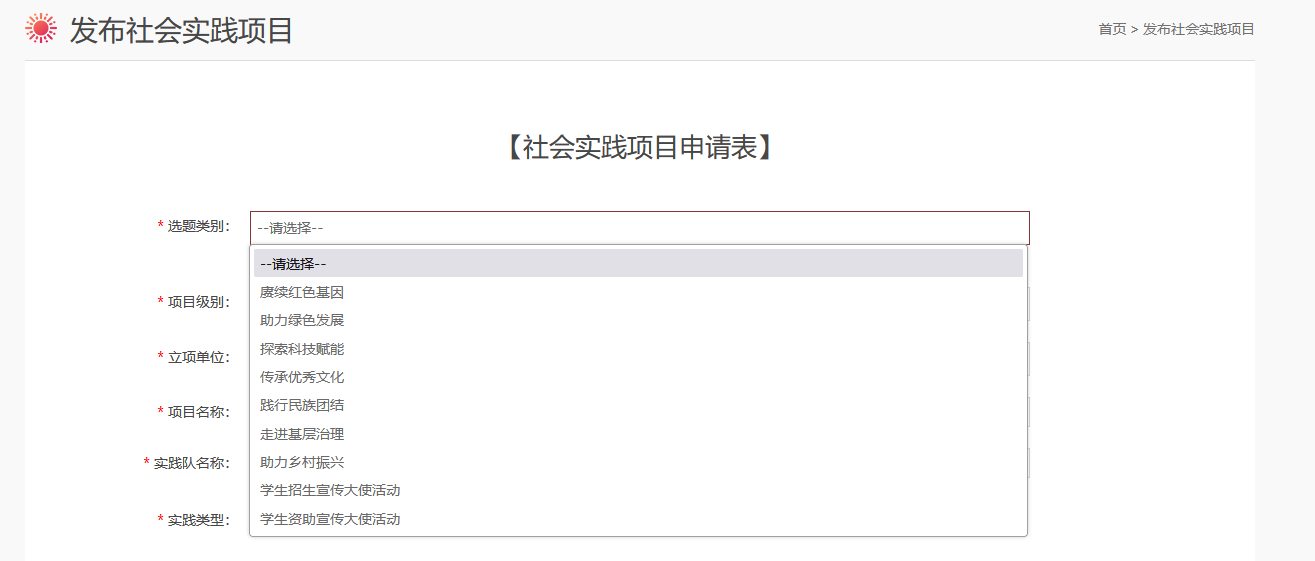 发布社会实践项目
首页 > 发布社会实践项目
【社会实践项目申请表】
* 选题类别:
--请选择--
--请选择--
赓续红色基因
助力绿色发展
探索科技赋能
传承优秀文化
践行民族团结
走进基层治理
助力乡村振兴
学生招生宣传大使活动
学生资助宣传大使活动
* 项目级别:
* 立项单位:
* 项目名称:
* 实践队名称:
* 实践类型: